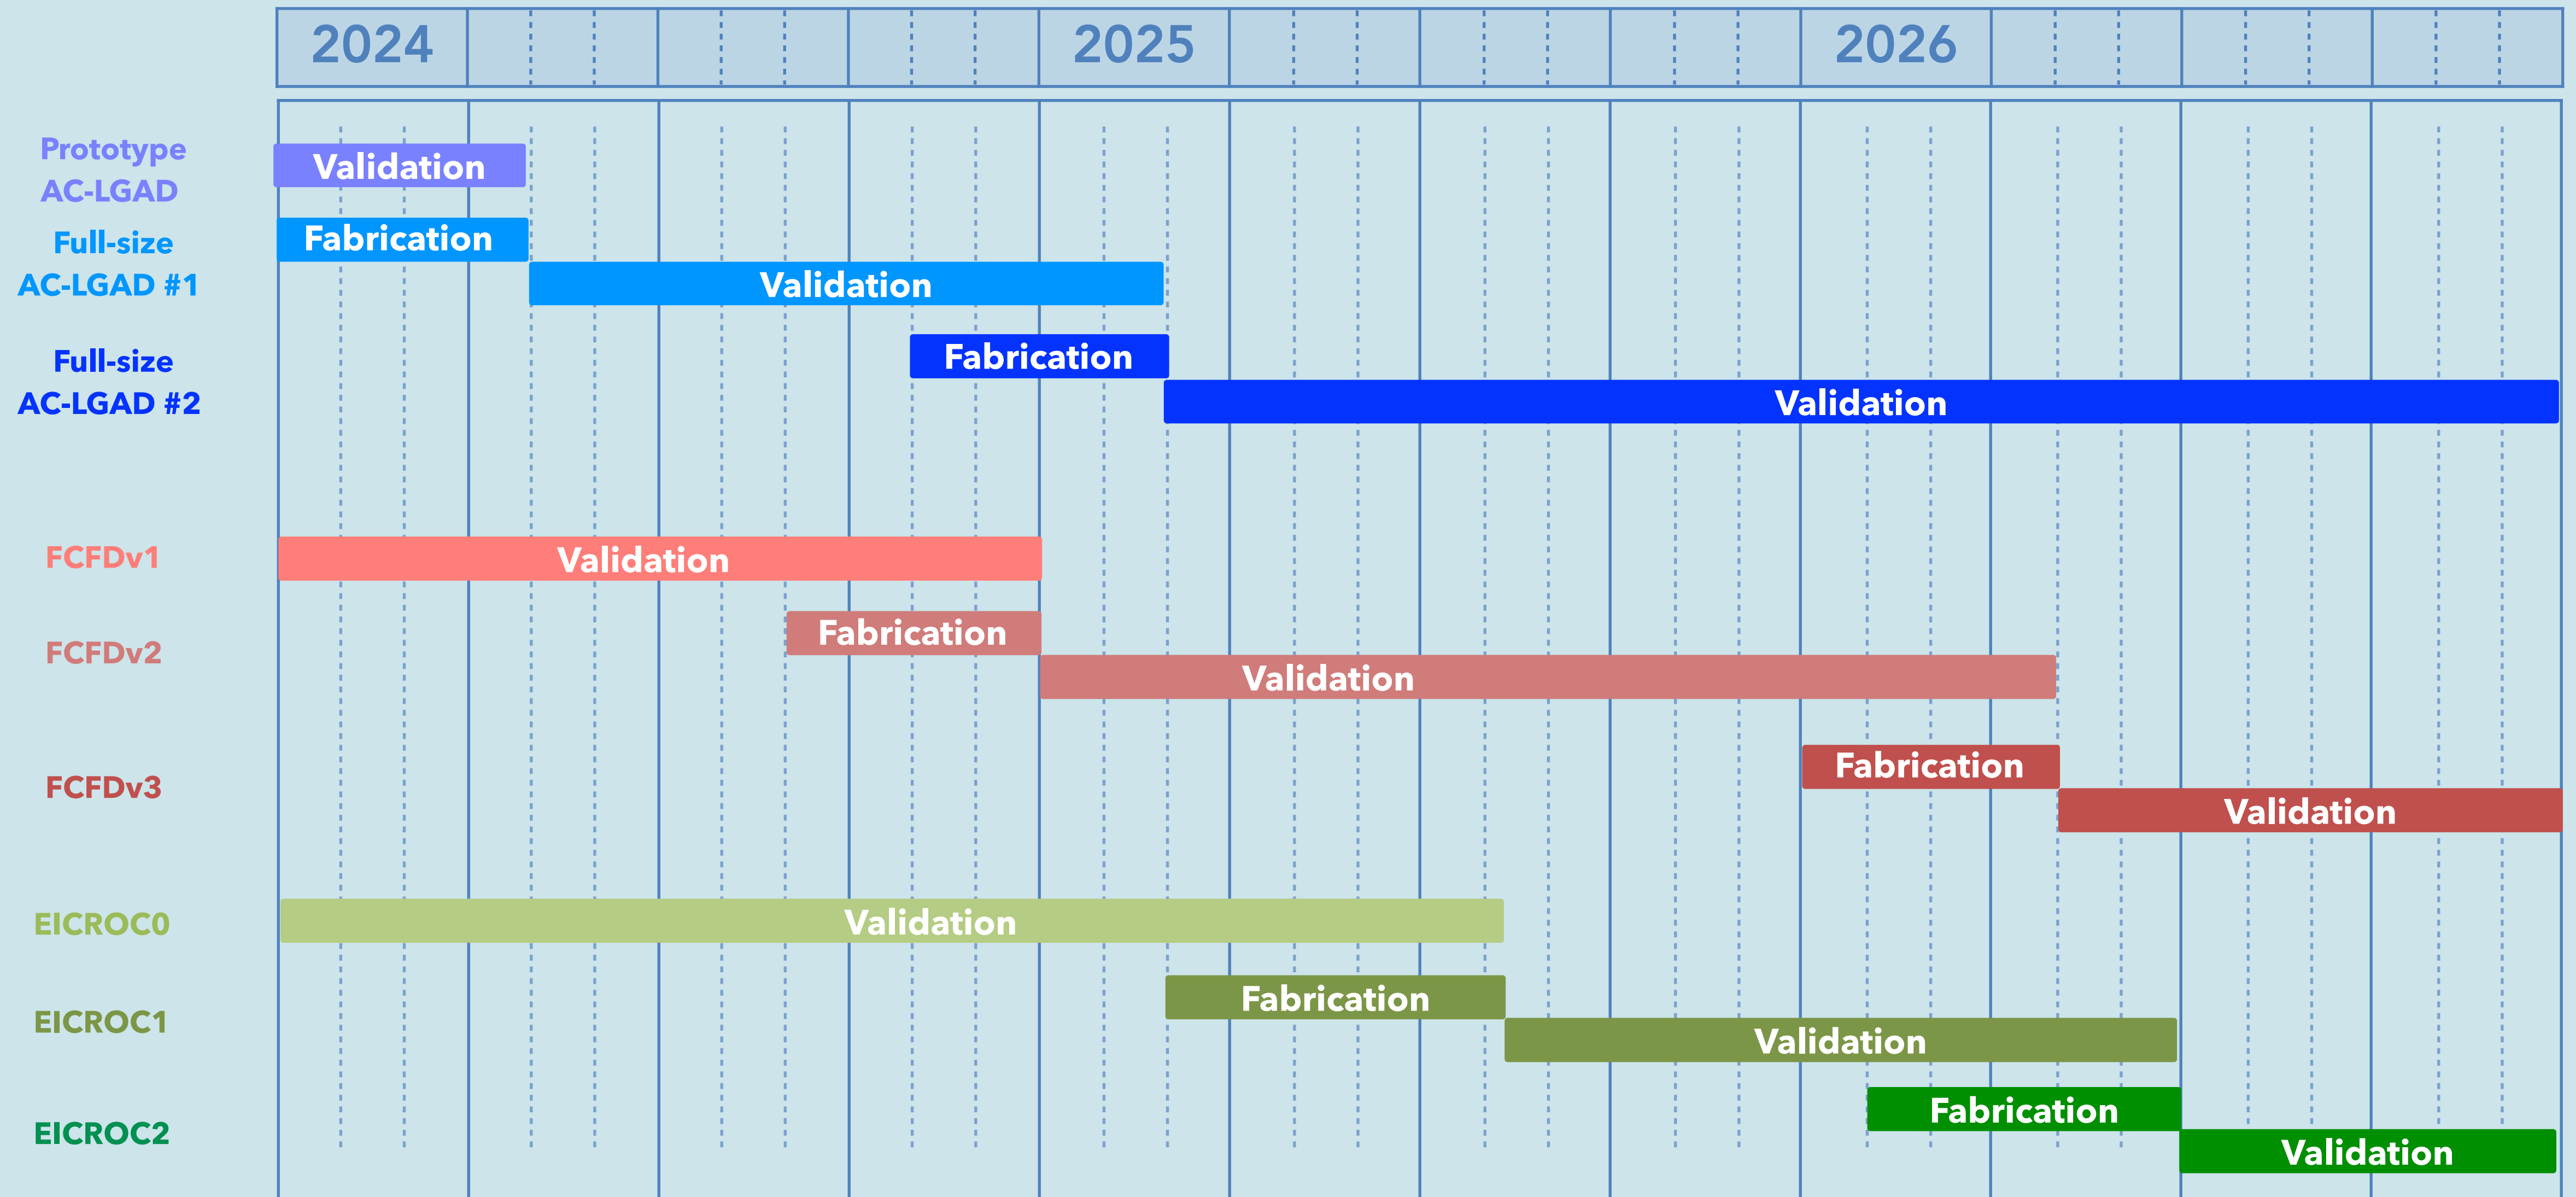 2024
2025
2026
Prototype
AC-LGAD
Validation
Full-size
AC-LGAD #1
Fabrication
Validation
Full-size
AC-LGAD #2
Fabrication
Validation
FCFDv1
Validation
FCFDv2
Fabrication
Validation
FCFDv3
Fabrication
Validation
EICROC0
Validation
EICROC1
Fabrication
Validation
EICROC2
Fabrication
Validation